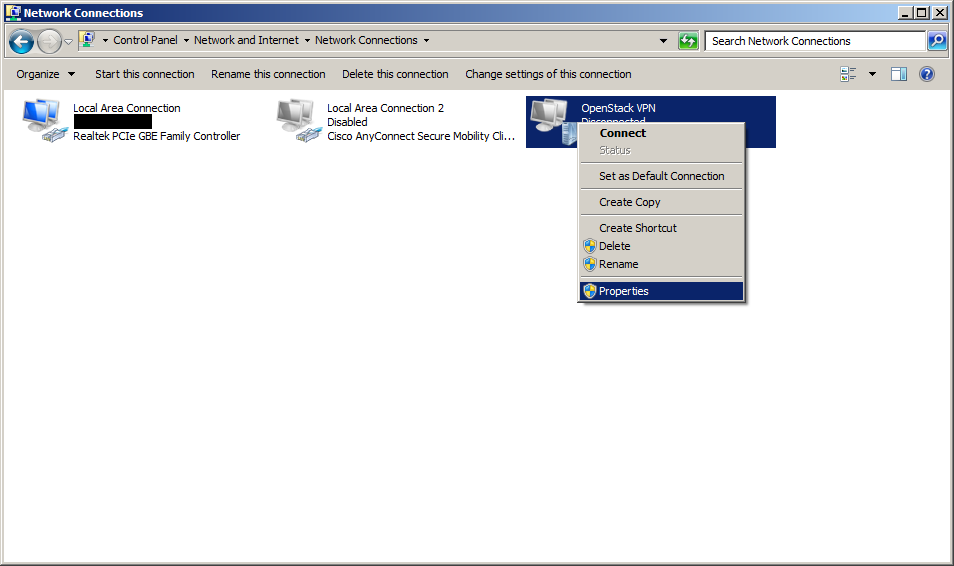 Network Connections
Control Panel Network and Internet Network Connections
Search Network Connections
Organize Start this connection Rename this connection Delete this connection Change settings of this connection
Local Area Connection
Realtek PCIe GBE Family Controller
Local Area Connection 2
Disabled
Cisco AnyConnect Secure Mobility Cli...
OpenStack VPN
Disconnected
Connect
Status
Set as Default Connection
Create Copy
Create Shortcut
Delete
Rename
Properties